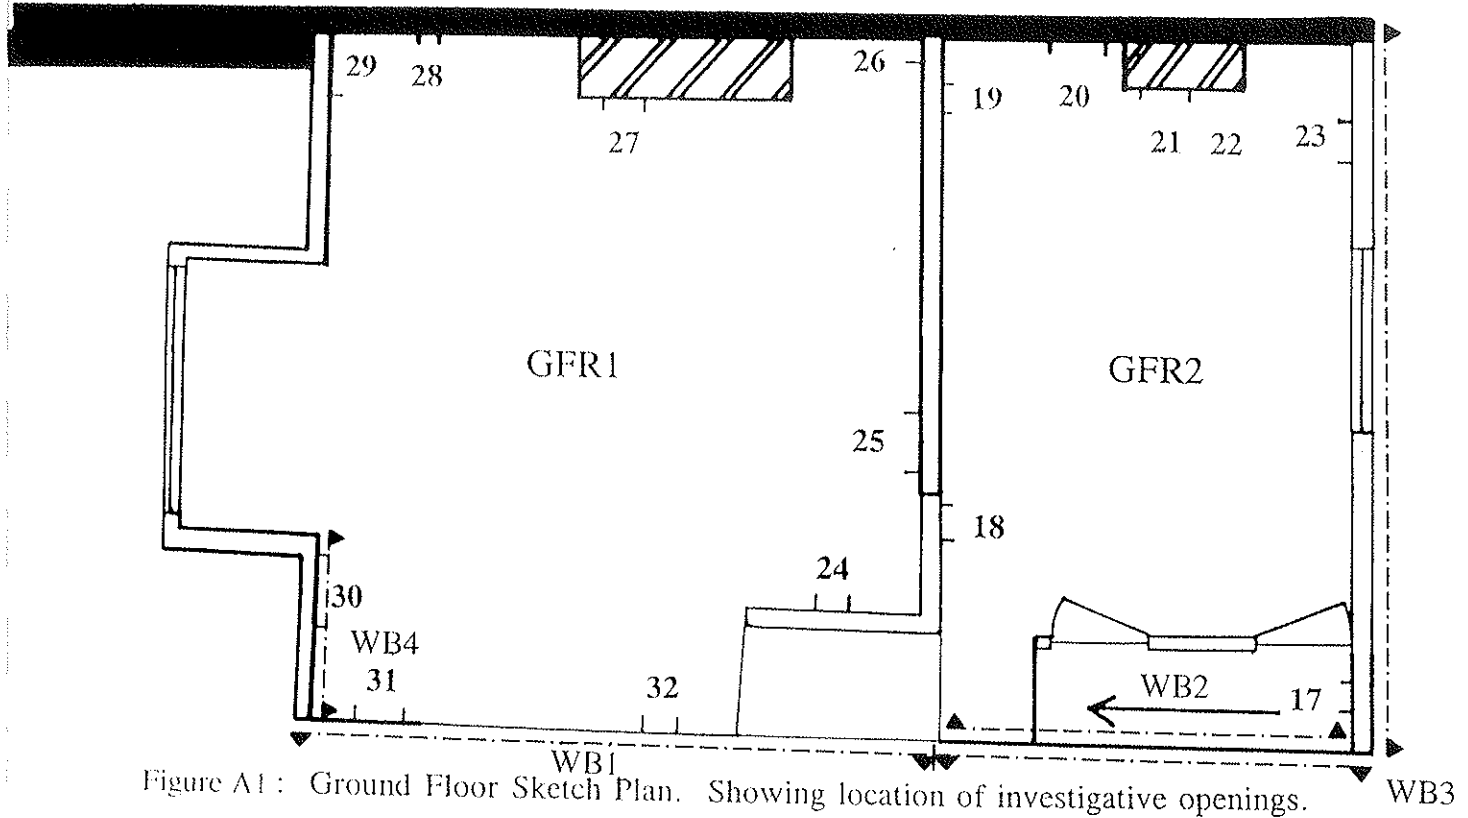 29
28
26
19
20
27
21
22
23
GFR1
GFR2
25
18
24
30
WB4
31
32
WB2
17
WB1
Figure A1 : Ground Floor Sketch Plan. Showing location of investigative openings.
WB3